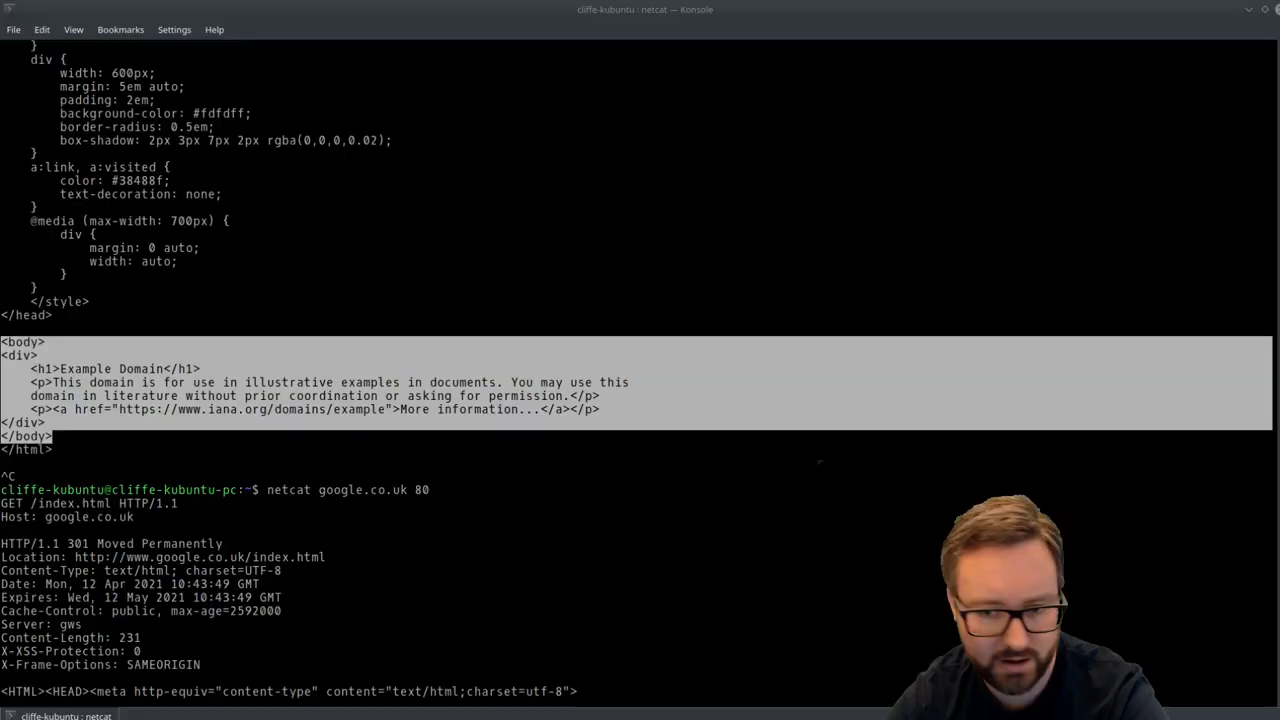 cliffe-kubuntu : netcat — Konsole
File Edit View Bookmarks Settings Help
}
div {
width: 600px;
margin: 5em auto;
padding: 2em;
background-color: #fdfdff;
border-radius: 0.5em;
box-shadow: 2px 3px 7px 2px rgba(0,0,0,0.02);
}
a:link, a:visited {
color: #38488f;
text-decoration: none;
}
@media (max-width: 700px) {
div {
margin: 0 auto;
width: auto;
}
}
</style>
</head>
<body>
<div>
<h1>Example Domain</h1>
<p>This domain is for use in illustrative examples in documents. You may use this
domain in literature without prior coordination or asking for permission.</p>
<p><a href="https://www.iana.org/domains/example">More information...</a></p>
</div>
</body>
</html>
^C
cliffe-kubuntu@cliffe-kubuntu-pc:~$ netcat google.co.uk 80
GET /index.html HTTP/1.1
Host: google.co.uk
HTTP/1.1 301 Moved Permanently
Location: http://www.google.co.uk/index.html
Content-Type: text/html; charset=UTF-8
Date: Mon, 12 Apr 2021 10:43:49 GMT
Expires: Wed, 12 May 2021 10:43:49 GMT
Cache-Control: public, max-age=2592000
Server: gws
Content-Length: 231
X-XSS-Protection: 0
X-Frame-Options: SAMEORIGIN
<HTML><HEAD><meta http-equiv="content-type" content="text/html;charset=utf-8">
cliffe-kubuntu : netcat